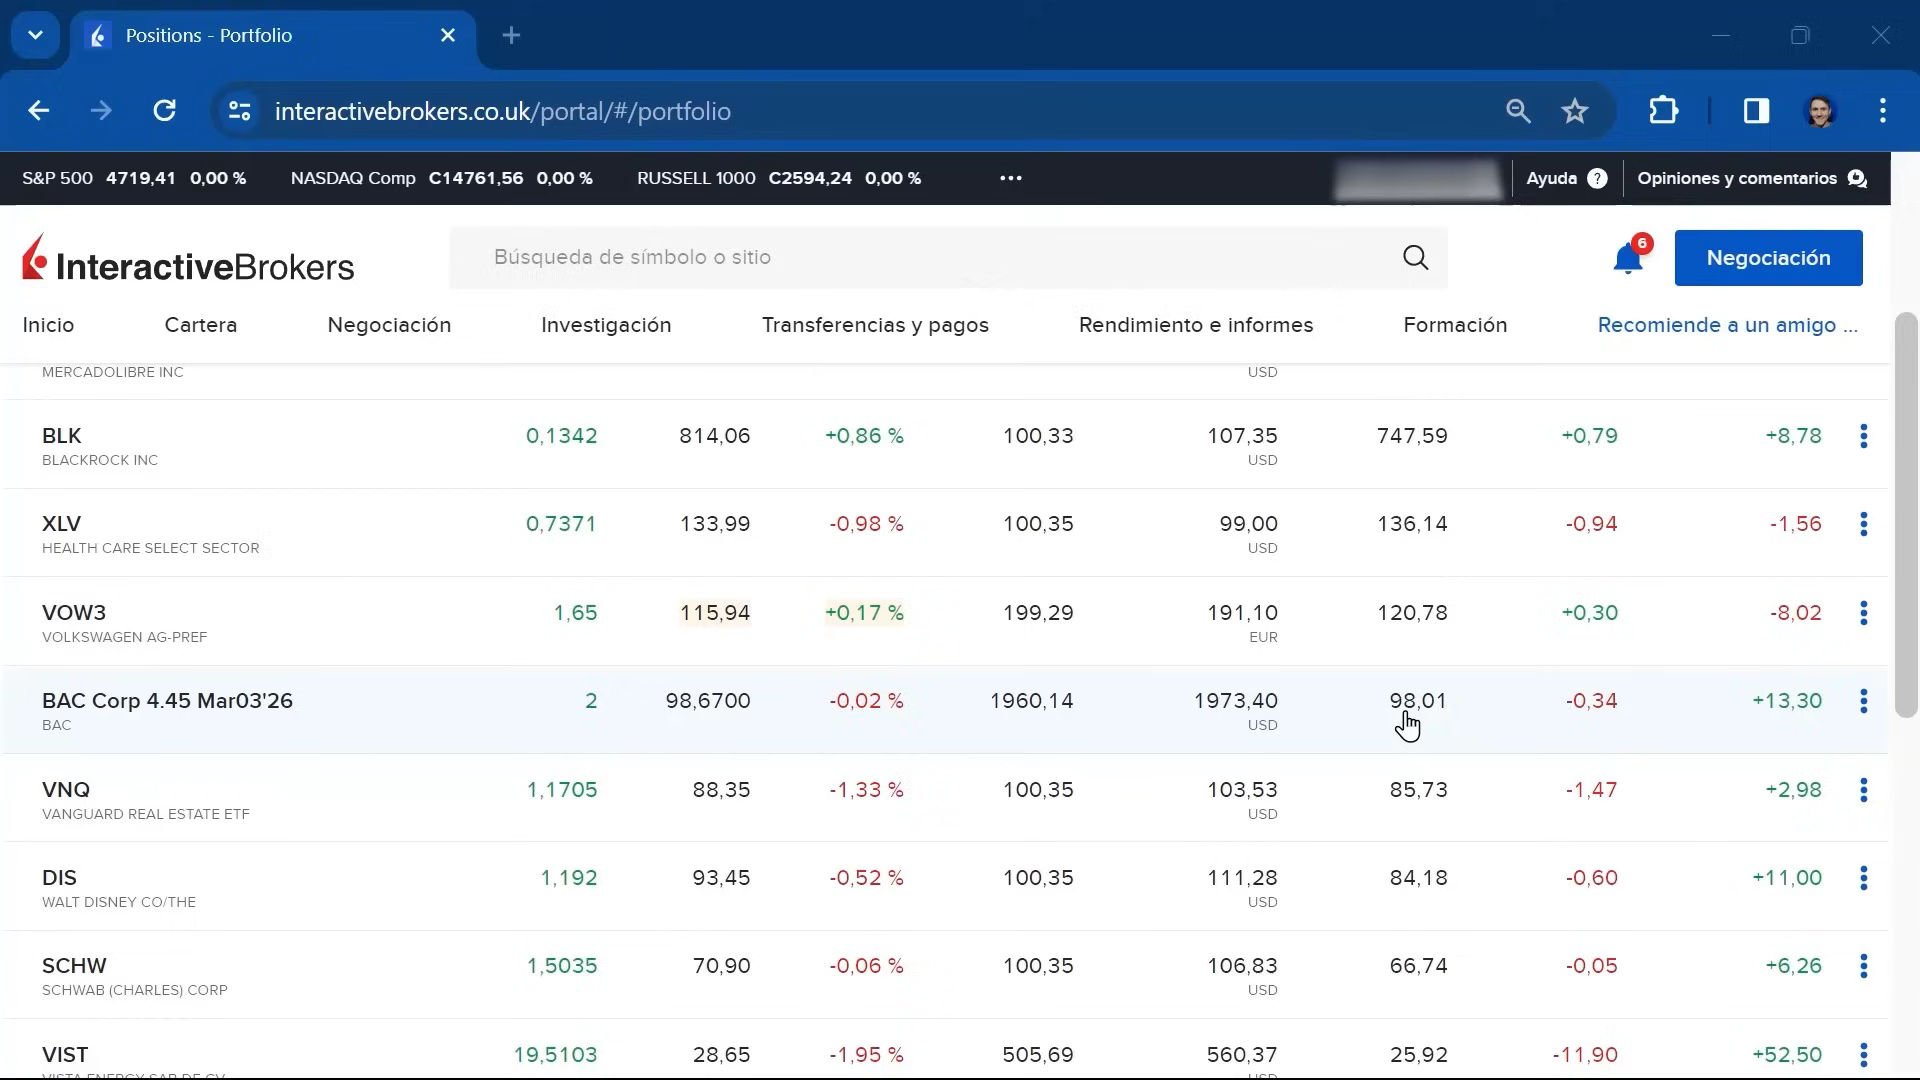 Positions - Portfolio
interactivebrokers.co.uk/portal/#/portfolio
S&P 500 4719,41 0,00 % NASDAQ Comp C14761,56 0,00 % RUSSELL 1000 C2594,24 0,00 % ••• Ayuda ? Opiniones y comentarios
InteractiveBrokers Búsqueda de símbolo o sitio 6 Negociación
Inicio Cartera Negociación Investigación Transferencias y pagos Rendimiento e informes Formación Recomiende a un amigo ...
MERCADOLIBRE INC USD
BLK 0,1342 814,06 +0,86 % 100,33 107,35 747,59 +0,79 +8,78
BLACKROCK INC USD
XLV 0,7371 133,99 -0,98 % 100,35 99,00 136,14 -0,94 -1,56
HEALTH CARE SELECT SECTOR USD
VOW3 1,65 115,94 +0,17 % 199,29 191,10 120,78 +0,30 -8,02
VOLKSWAGEN AG-PREF EUR
BAC Corp 4.45 Mar03'26 2 98,6700 -0,02 % 1960,14 1973,40 98,01 -0,34 +13,30
BAC USD
VNQ 1,1705 88,35 -1,33 % 100,35 103,53 85,73 -1,47 +2,98
VANGUARD REAL ESTATE ETF USD
DIS 1,192 93,45 -0,52 % 100,35 111,28 84,18 -0,60 +11,00
WALT DISNEY CO/THE USD
SCHW 1,5035 70,90 -0,06 % 100,35 106,83 66,74 -0,05 +6,26
SCHWAB (CHARLES) CORP USD
VIST 19,5103 28,65 -1,95 % 505,69 560,37 25,92 -11,90 +52,50
VISTA ENERGY SAB DE CV USD